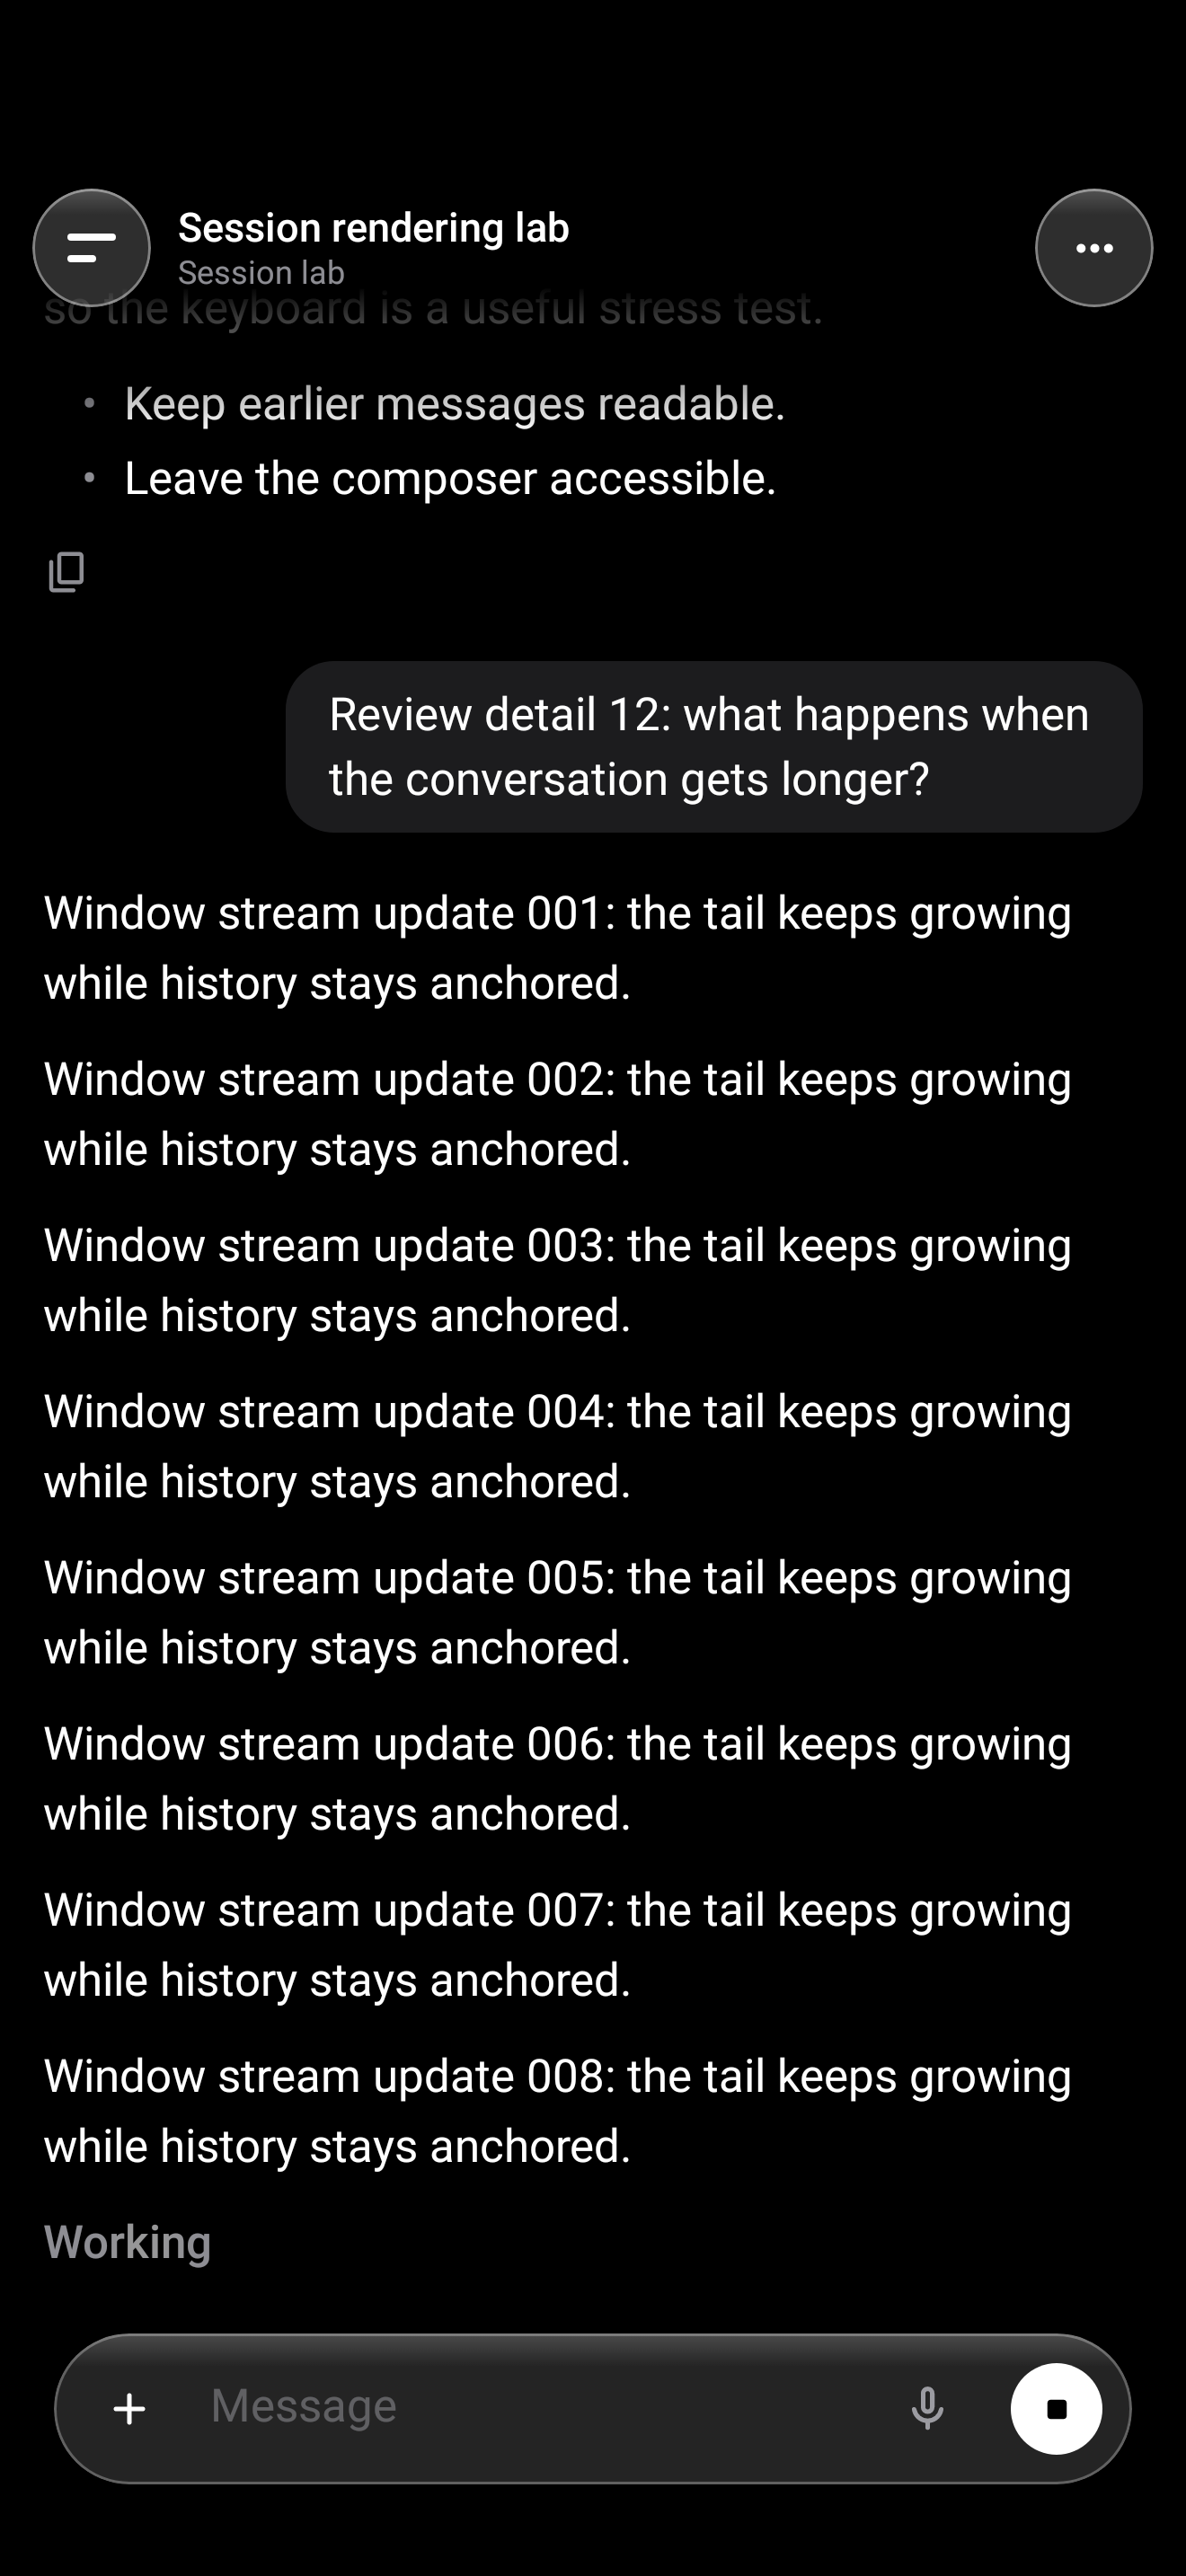 Session rendering lab
Session lab
so the keyboard is a useful stress test.
• Keep earlier messages readable.
• Leave the composer accessible.
Review detail 12: what happens when
the conversation gets longer?
Window stream update 001: the tail keeps growing
while history stays anchored.
Window stream update 002: the tail keeps growing
while history stays anchored.
Window stream update 003: the tail keeps growing
while history stays anchored.
Window stream update 004: the tail keeps growing
while history stays anchored.
Window stream update 005: the tail keeps growing
while history stays anchored.
Window stream update 006: the tail keeps growing
while history stays anchored.
Window stream update 007: the tail keeps growing
while history stays anchored.
Window stream update 008: the tail keeps growing
while history stays anchored.
Working
Message